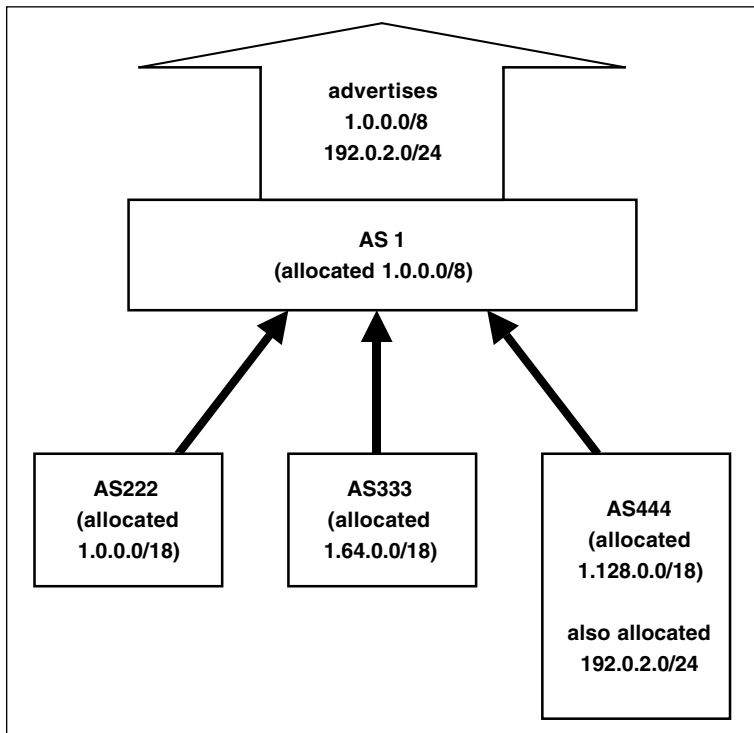 advertises
1.0.0.0/8
192.0.2.0/24
AS 1
(allocated 1.0.0.0/8)
AS222
(allocated
1.0.0.0/18)
AS333
(allocated
1.64.0.0/18)
AS444
(allocated
1.128.0.0/18)
also allocated
192.0.2.0/24